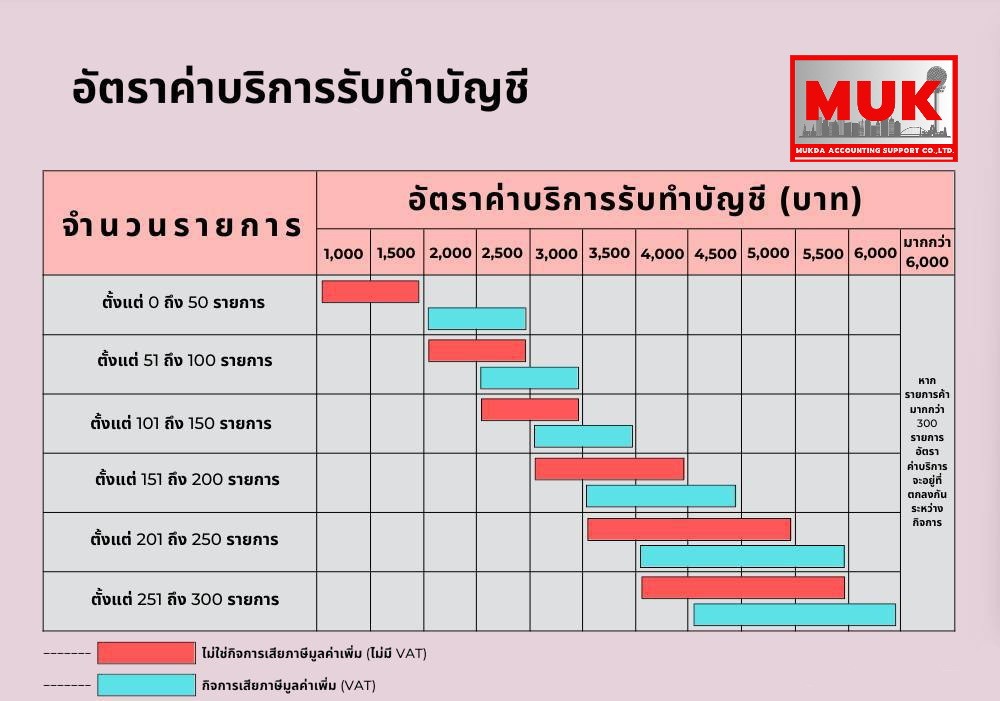 อัตราค่าบริการรับทำบัญชี
MUK
MUKDA ACCOUNTING SUPPORT CO.,LTD.
จำนวนรายการ
อัตราค่าบริการรับทำบัญชี (บาท)
1,000 1,500 2,000 2,500 3,000 3,500 4,000 4,500 5,000 5,500 6,000 มากกว่า
6,000
ตั้งแต่ 0 ถึง 50 รายการ
ตั้งแต่ 51 ถึง 100 รายการ
ตั้งแต่ 101 ถึง 150 รายการ
ตั้งแต่ 151 ถึง 200 รายการ
ตั้งแต่ 201 ถึง 250 รายการ
ตั้งแต่ 251 ถึง 300 รายการ
หาก
รายการค้า
มากกว่า
300
รายการ
อัตรา
ค่าบริการ
จะอยู่ที่
ตกลงกัน
ระหว่าง
กิจการ
ไม่ใช่กิจการเสียภาษีมูลค่าเพิ่ม (ไม่มี VAT)
กิจการเสียภาษีมูลค่าเพิ่ม (VAT)